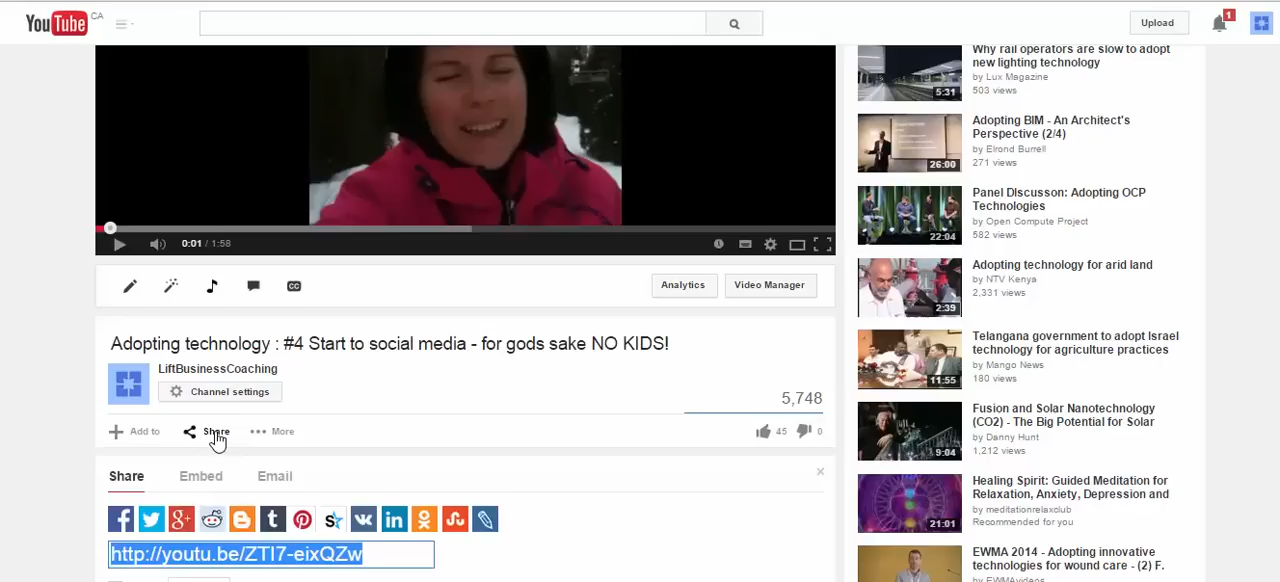 YouTube CA
Upload
1
0:01 / 1:58
CC
Analytics
Video Manager
Adopting technology : #4 Start to social media - for gods sake NO KIDS!
LiftBusinessCoaching
Channel settings
5,748
Add to
Share
More
45
0
Share
Embed
Email
http://youtu.be/ZTI7-eixQZw
Why rail operators are slow to adopt
new lighting technology
by Lux Magazine
503 views
5:31
Adopting BIM - An Architect's
Perspective (2/4)
by Elrond Burrell
271 views
26:00
Panel DIscusson: Adopting OCP
Technologies
by Open Compute Project
582 views
22:04
Adopting technology for arid land
by NTV Kenya
2,331 views
2:39
Telangana government to adopt Israel
technology for agriculture practices
by Mango News
180 views
11:55
Fusion and Solar Nanotechnology
(CO2) - The Big Potential for Solar
by Danny Hunt
1,212 views
9:04
Healing Spirit: Guided Meditation for
Relaxation, Anxiety, Depression and
by meditationrelaxclub
Recommended for you
21:01
EWMA 2014 - Adopting innovative
technologies for wound care - (2) F.
by EWMAvideos